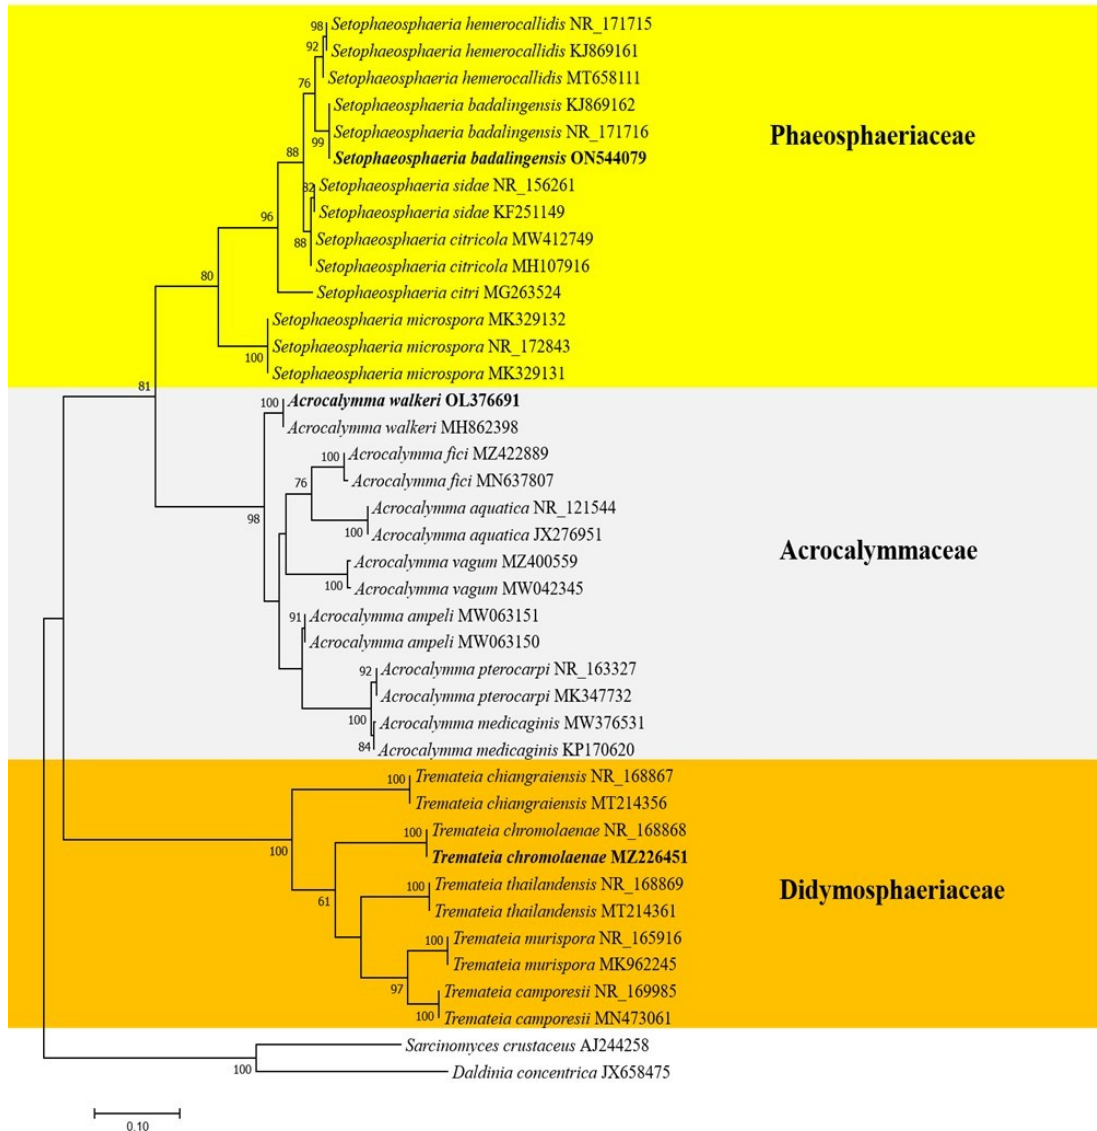 98
Setophaeosphaeria hemerocallidis NR_171715
92
Setophaeosphaeria hemerocallidis KJ869161
Setophaeosphaeria hemerocallidis MT658111
76
Setophaeosphaeria badalingensis KJ869162
Setophaeosphaeria badalingensis NR_171716
Phaeosphaeriaceae
99
88
Setophaeosphaeria badalingensis ON544079
82
Setophaeosphaeria sidae NR_156261
Setophaeosphaeria sidae KF251149
96
Setophaeosphaeria citricola MW412749
88
Setophaeosphaeria citricola MH107916
80
Setophaeosphaeria citri MG263524
Setophaeosphaeria microspora MK329132
Setophaeosphaeria microspora NR_172843
100
Setophaeosphaeria microspora MK329131
81
100
Acrocalymma walkeri OL376691
Acrocalymma walkeri MH862398
100
Acrocalymma fici MZ422889
Acrocalymma fici MN637807
76
Acrocalymma aquatica NR_121544
98
100
Acrocalymma aquatica JX276951
Acrocalymmaceae
Acrocalymma vagum MZ400559
100
Acrocalymma vagum MW042345
91
Acrocalymma ampeli MW063151
Acrocalymma ampeli MW063150
92
Acrocalymma pterocarpi NR_163327
Acrocalymma pterocarpi MK347732
100
Acrocalymma medicaginis MW376531
84
Acrocalymma medicaginis KP170620
100
Tremateia chiangraiensis NR_168867
Tremateia chiangraiensis MT214356
100
Tremateia chromolaenae NR_168868
100
Tremateia chromolaenae MZ226451
100
Tremateia thailandensis NR_168869
Didymosphaeriaceae
61
Tremateia thailandensis MT214361
100
Tremateia murispora NR_165916
Tremateia murispora MK962245
97
Tremateia camporesii NR_169985
100
Tremateia camporesii MN473061
Sarcinomyces crustaceus AJ244258
100
Daldinia concentrica JX658475
0.10